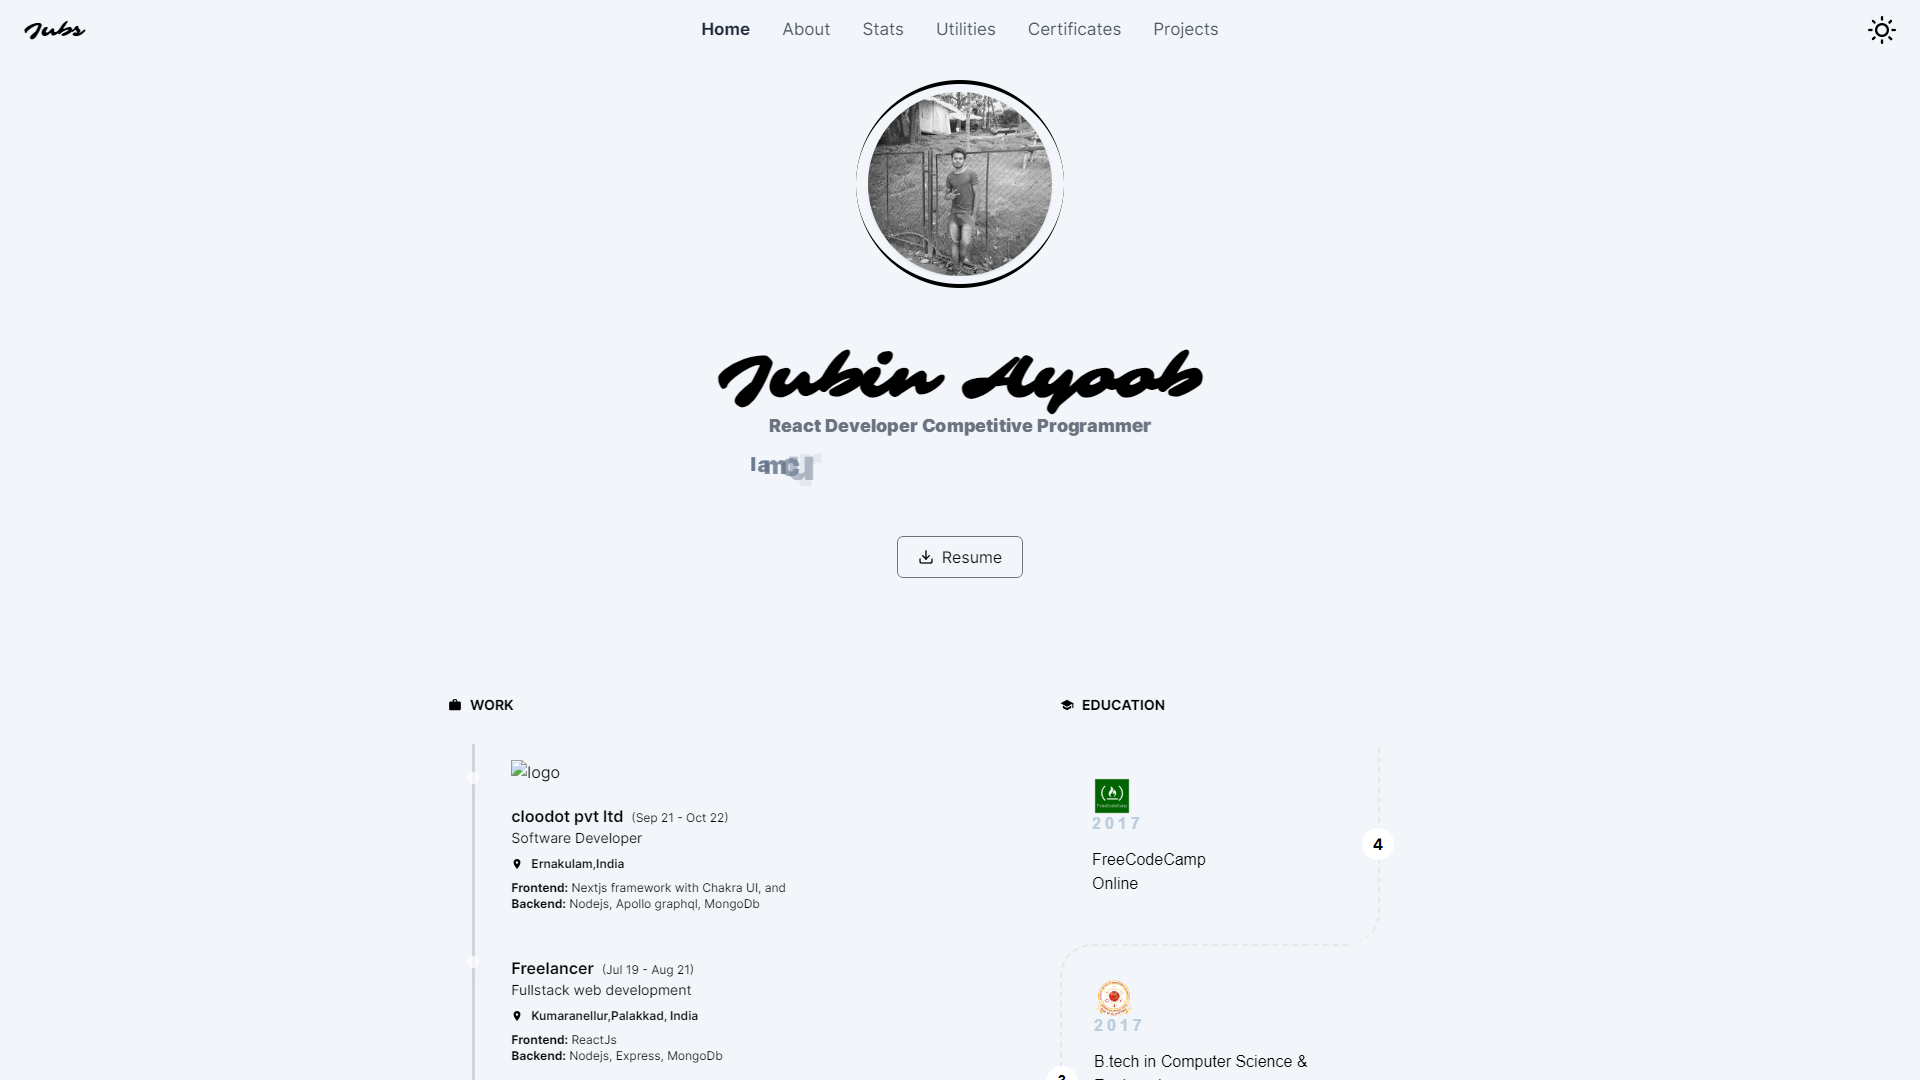 Jubs
Home About Stats Utilities Certificates Projects
Jubin Ayoob
React Developer Competitive Programmer
I am
Resume
WORK
logo
cloodot pvt ltd (Sep 21 - Oct 22)
Software Developer
Ernakulam,India
Frontend: Nextjs framework with Chakra UI, and
Backend: Nodejs, Apollo graphql, MongoDb
Freelancer (Jul 19 - Aug 21)
Fullstack web development
Kumaranellur,Palakkad, India
Frontend: ReactJs
Backend: Nodejs, Express, MongoDb
EDUCATION
2017
FreeCodeCamp
Online
4
2017
B.tech in Computer Science &